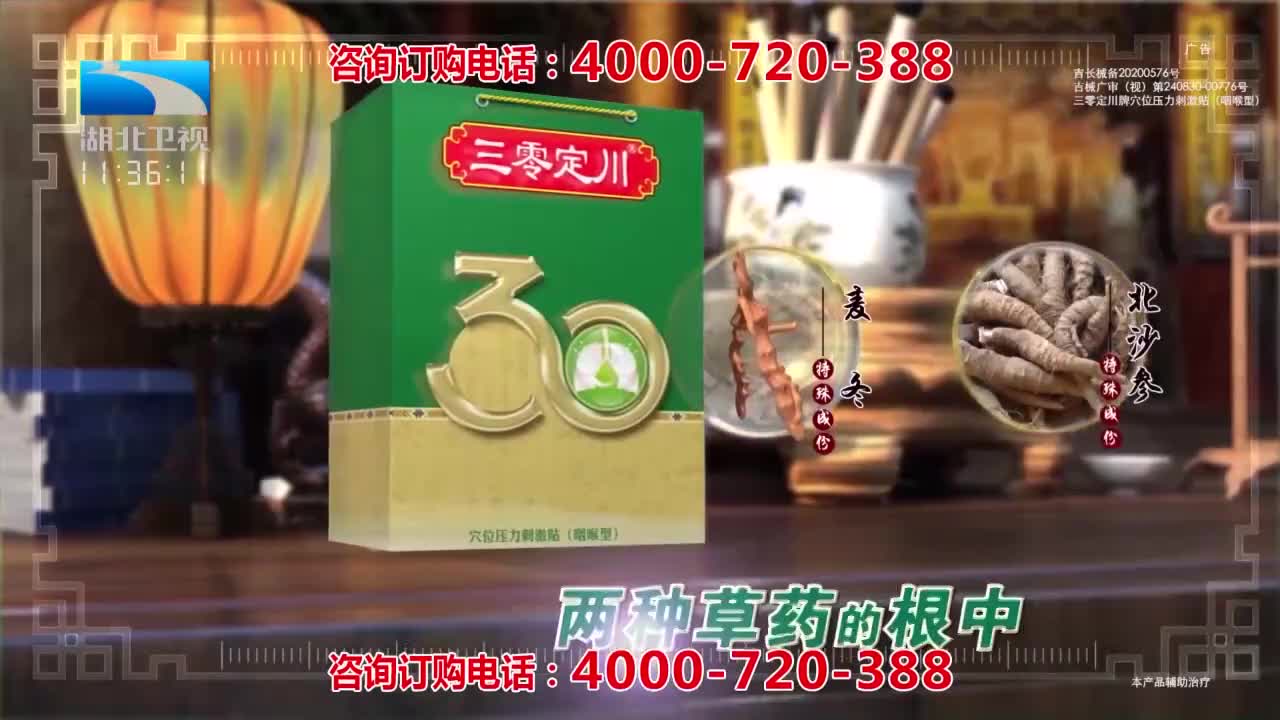 咨询订购电话：4000-720-388
广告
吉长械备20200576号
吉械广审（视）第240830-00776号
三零定川牌穴位压力刺激贴（咽喉型）
湖北卫视
11:36:11
三零定川®
30
麦冬
特殊成份
北沙参
特殊成份
穴位压力刺激贴（咽喉型）
两种草药的根中
咨询订购电话：4000-720-388
本产品辅助治疗